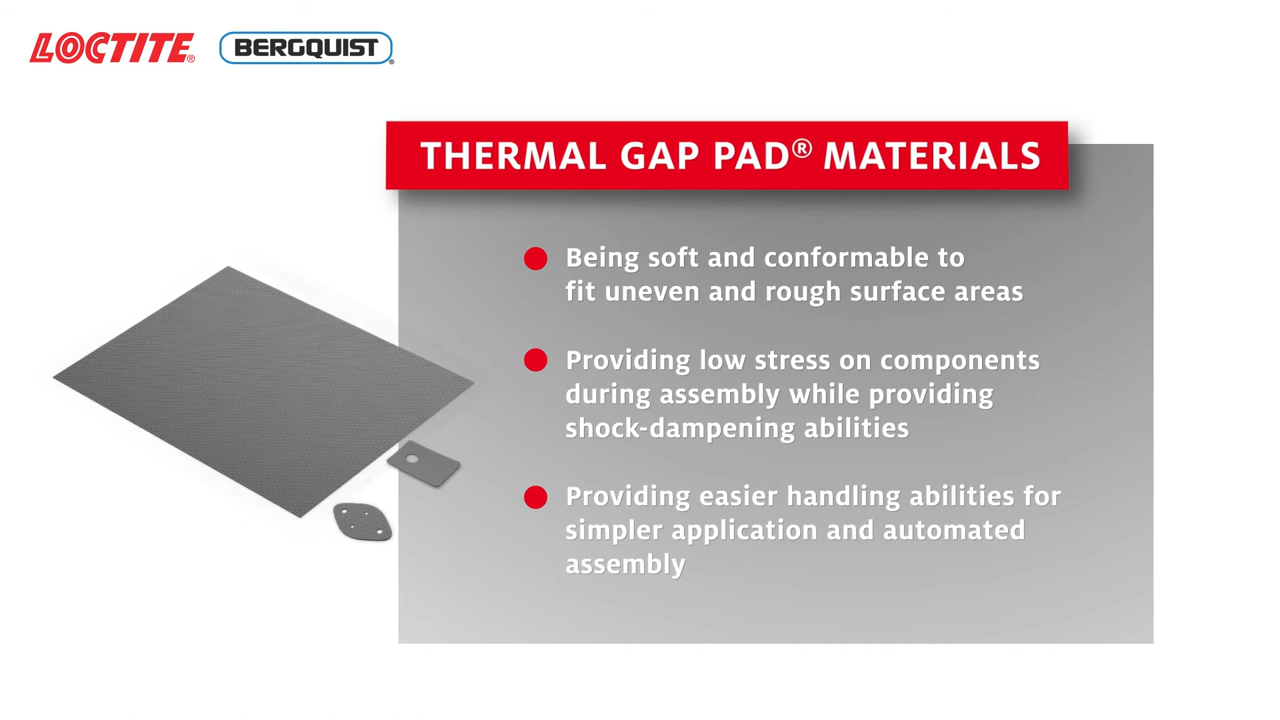 LOCTITE® BERGQUIST®
THERMAL GAP PAD® MATERIALS
Being soft and conformable to
fit uneven and rough surface areas
Providing low stress on components
during assembly while providing
shock-dampening abilities
Providing easier handling abilities for
simpler application and automated
assembly